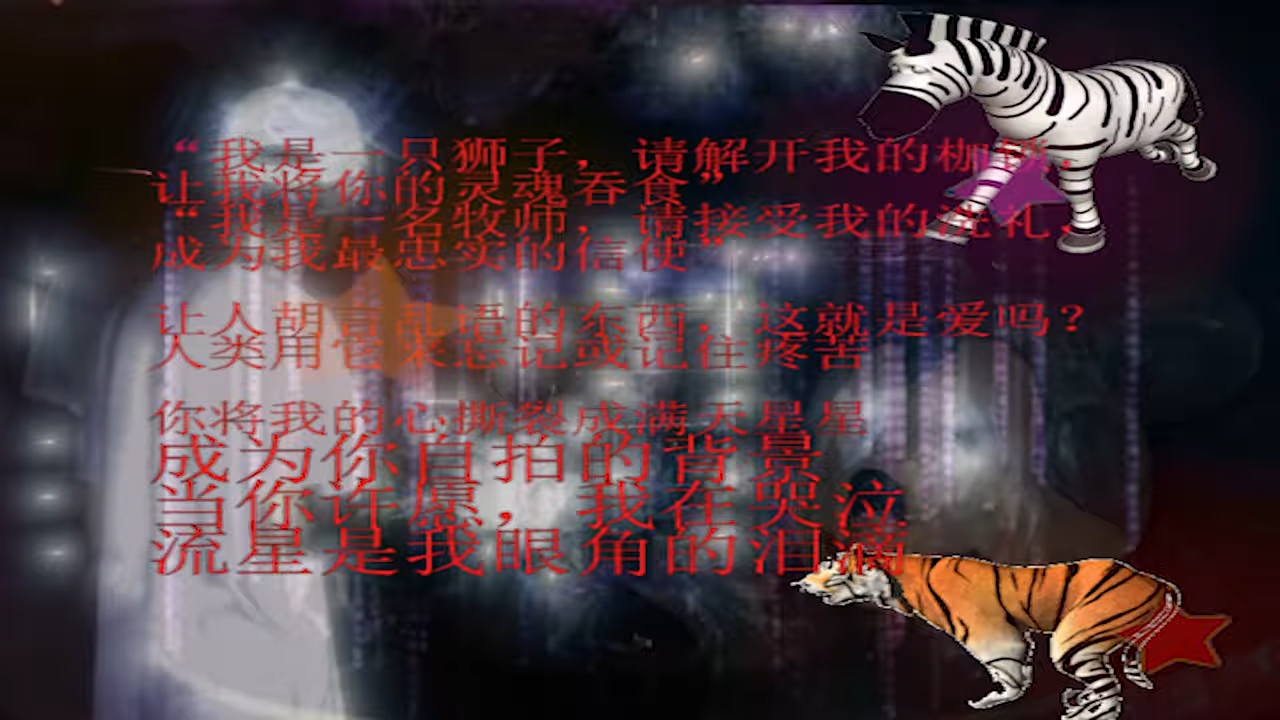 “我是一只狮子，请解开我的枷锁，
让我将你的灵魂吞食”
“我是一名牧师，请接受我的洗礼，
成为我最忠实的信使”
让人胡言乱语的东西，这就是爱吗？
人类用它来忘记或记住疼苦
你将我的心撕裂成满天星星
成为你自拍的背景
当你许愿，我在哭泣
流星是我眼角的泪滴